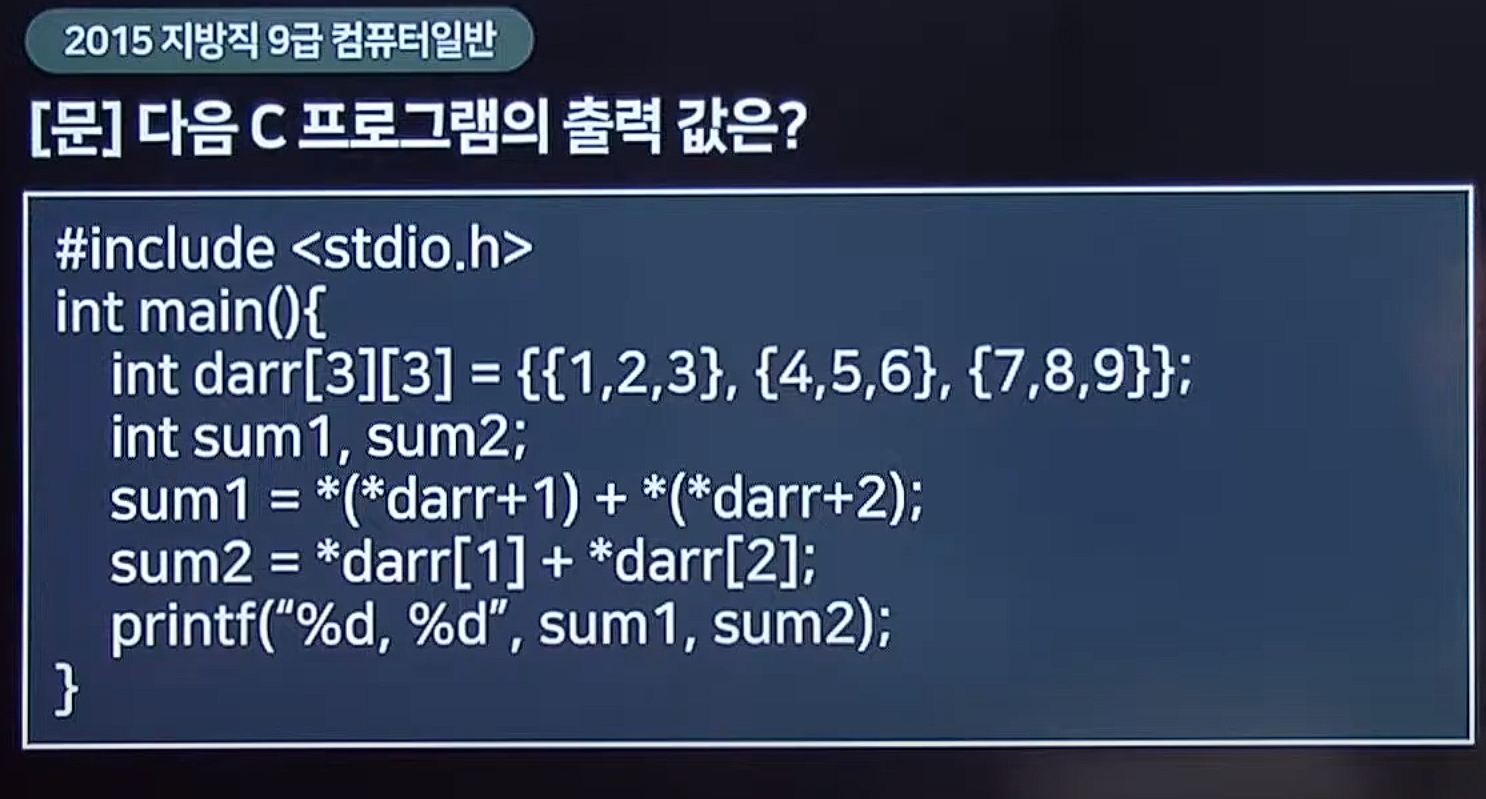 2015 지방직 9급 컴퓨터일반
[문] 다음 C 프로그램의 출력 값은?
#include <stdio.h>
int main(){
int darr[3][3] = {{1,2,3}, {4,5,6}, {7,8,9}};
int sum1, sum2;
sum1 = *(*darr+1) + *(*darr+2);
sum2 = *darr[1] + *darr[2];
printf(“%d, %d”, sum1, sum2);
}